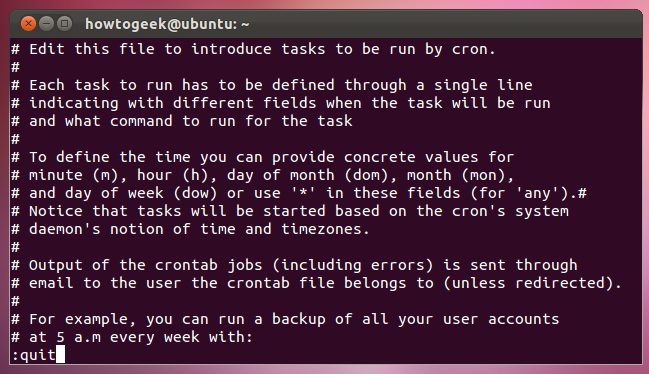 howtogeek@ubuntu: ~
# Edit this file to introduce tasks to be run by cron.
#
# Each task to run has to be defined through a single line
# indicating with different fields when the task will be run
# and what command to run for the task
#
# To define the time you can provide concrete values for
# minute (m), hour (h), day of month (dom), month (mon),
# and day of week (dow) or use '*' in these fields (for 'any').#
# Notice that tasks will be started based on the cron's system
# daemon's notion of time and timezones.
#
# Output of the crontab jobs (including errors) is sent through
# email to the user the crontab file belongs to (unless redirected).
#
# For example, you can run a backup of all your user accounts
# at 5 a.m every week with:
:quit